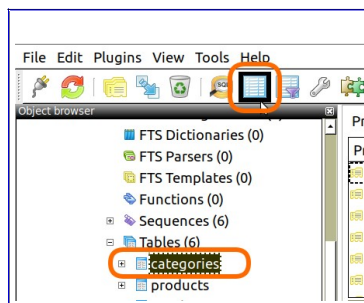 File Edit Plugins View Tools Help
SQL
Object browser
FTS Dictionaries (0)
FTS Parsers (0)
FTS Templates (0)
Functions (0)
Sequences (6)
Tables (6)
categories
products